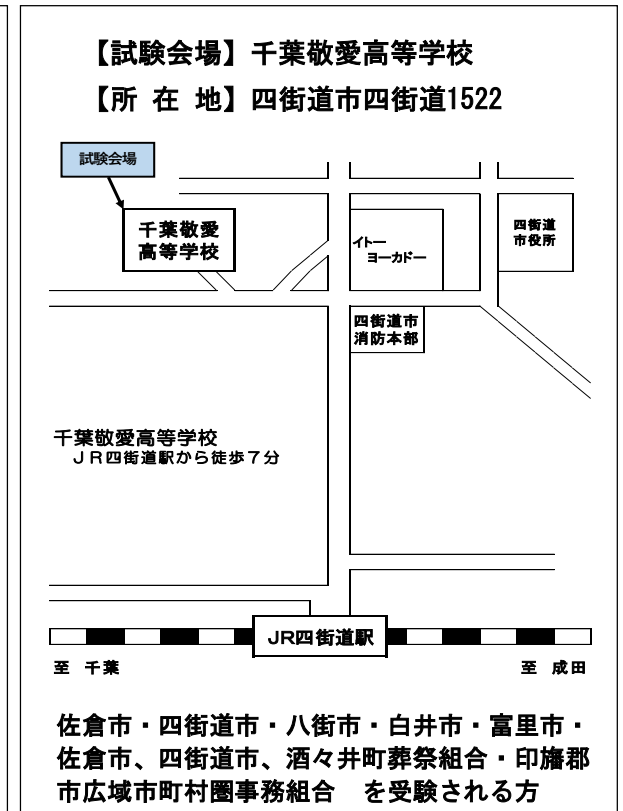 【試験会場】千葉敬愛高等学校
【所 在 地】四街道市四街道1522
試験会場
千葉敬愛
高等学校
イトー
ヨーカドー
四街道
市役所
四街道市
消防本部
千葉敬愛高等学校
JR四街道駅から徒歩7分
JR四街道駅
至 千葉
至 成田
佐倉市・四街道市・八街市・白井市・富里市・
佐倉市、四街道市、酒々井町葬祭組合・印旛郡
市広域市町村圏事務組合 を受験される方